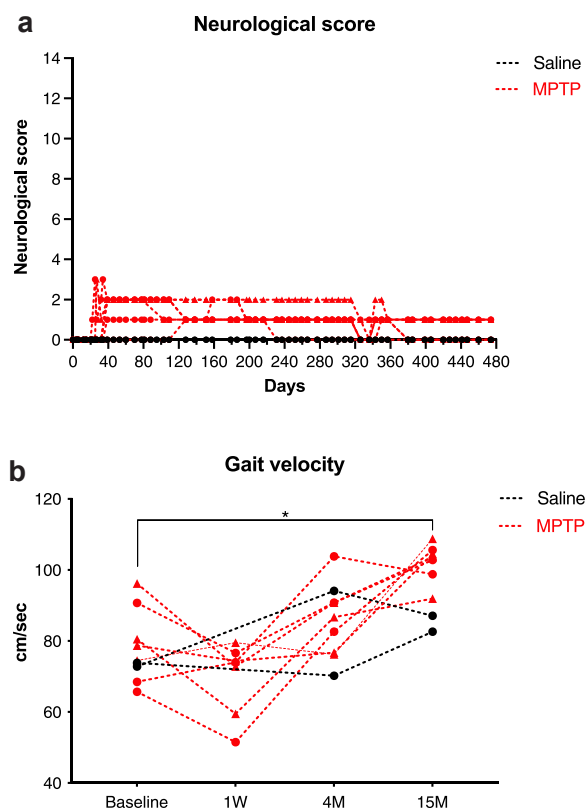 a
Neurological score
Neurological score
14
12
10
8
6
4
2
0
0 40 80 120 160 200 240 280 320 360 400 440 480
Days
Saline
MPTP
b
Gait velocity
cm/sec
120
100
80
60
40
*
Baseline 1W 4M 15M
Saline
MPTP